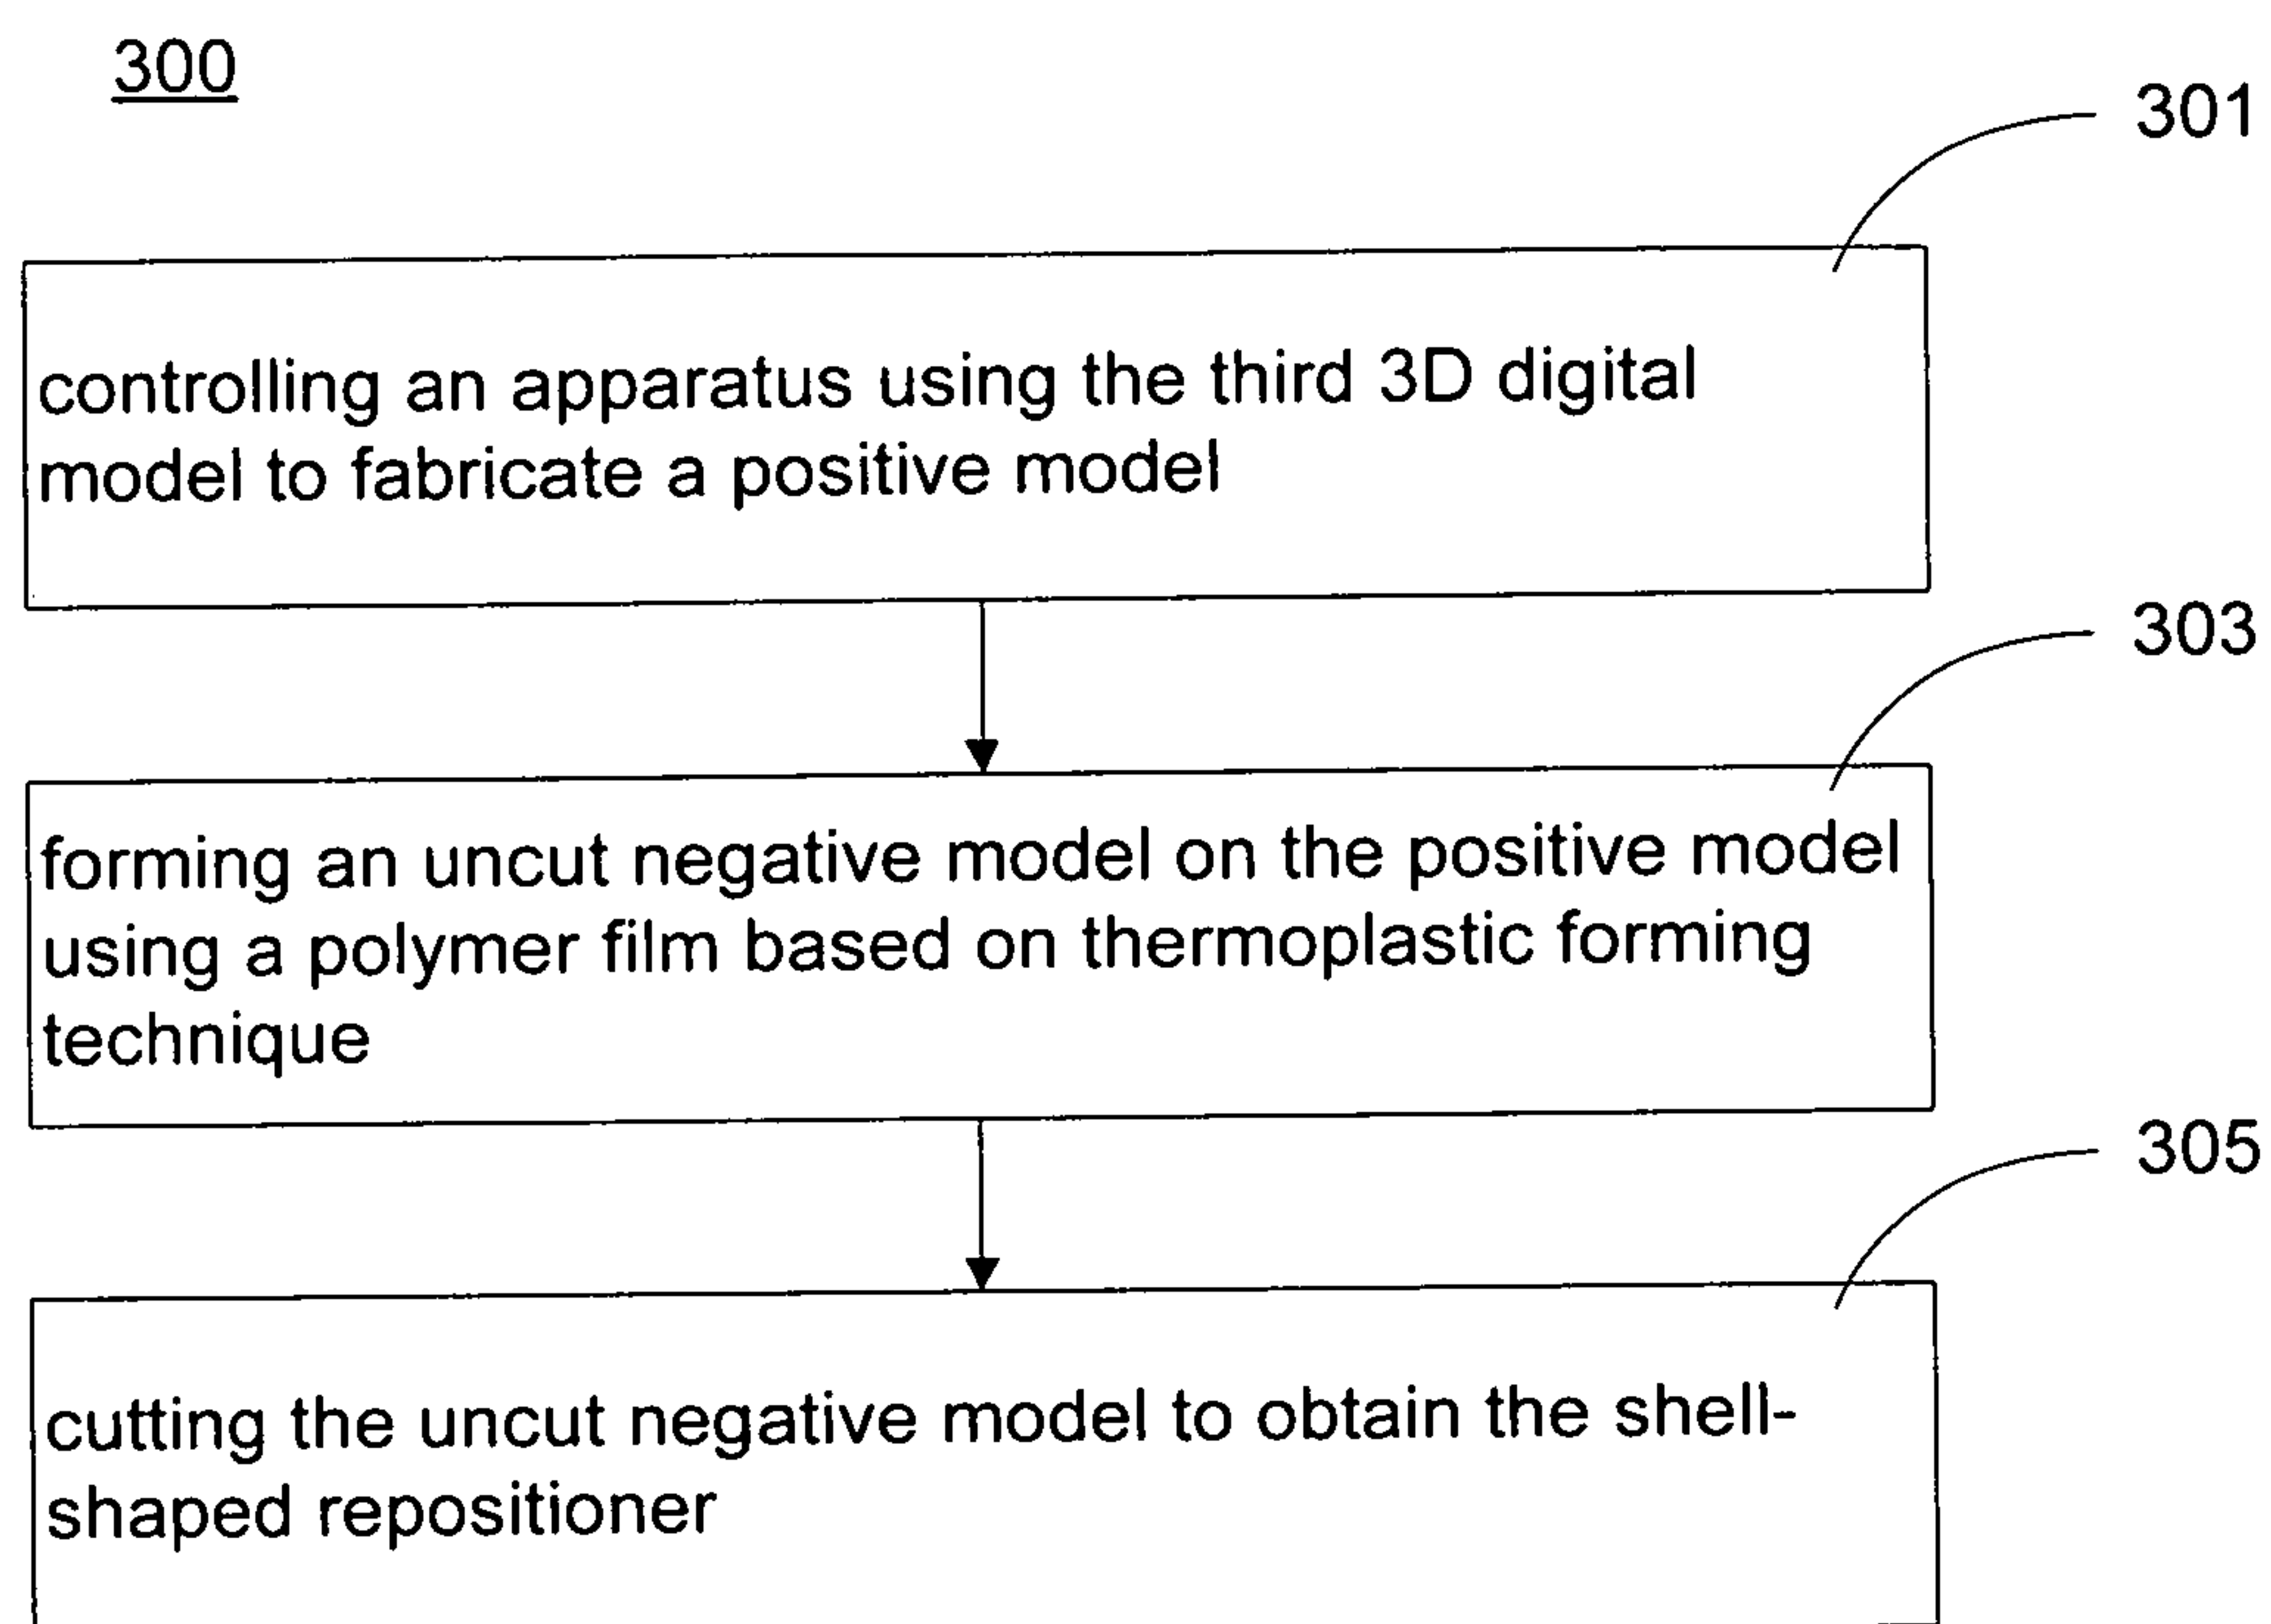 300
301
controlling an apparatus using the third 3D digital
model to fabricate a positive model
303
forming an uncut negative model on the positive model
using a polymer film based on thermoplastic forming
technique
305
cutting the uncut negative model to obtain the shell-
shaped repositioner